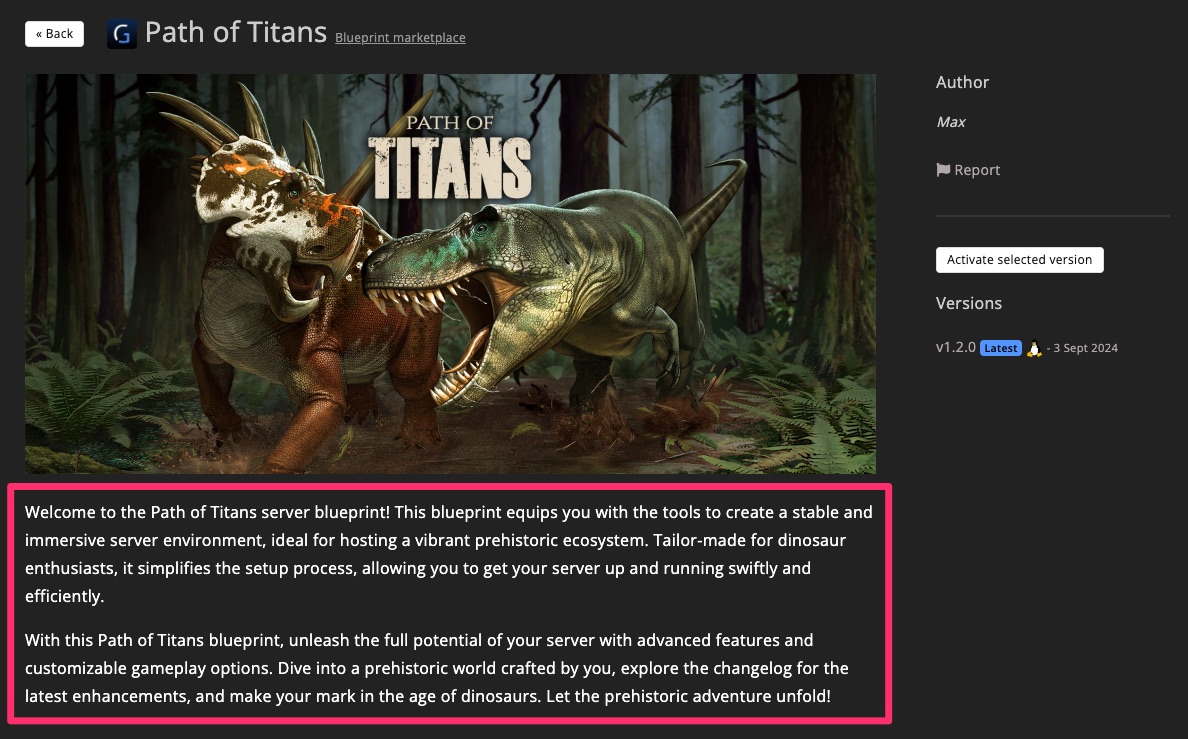 « Back
G Path of Titans Blueprint marketplace
PATH OF
TITANS
Author
Max
Report
Activate selected version
Versions
v1.2.0 Latest - 3 Sept 2024
Welcome to the Path of Titans server blueprint! This blueprint equips you with the tools to create a stable and
immersive server environment, ideal for hosting a vibrant prehistoric ecosystem. Tailor-made for dinosaur
enthusiasts, it simplifies the setup process, allowing you to get your server up and running swiftly and
efficiently.
With this Path of Titans blueprint, unleash the full potential of your server with advanced features and
customizable gameplay options. Dive into a prehistoric world crafted by you, explore the changelog for the
latest enhancements, and make your mark in the age of dinosaurs. Let the prehistoric adventure unfold!